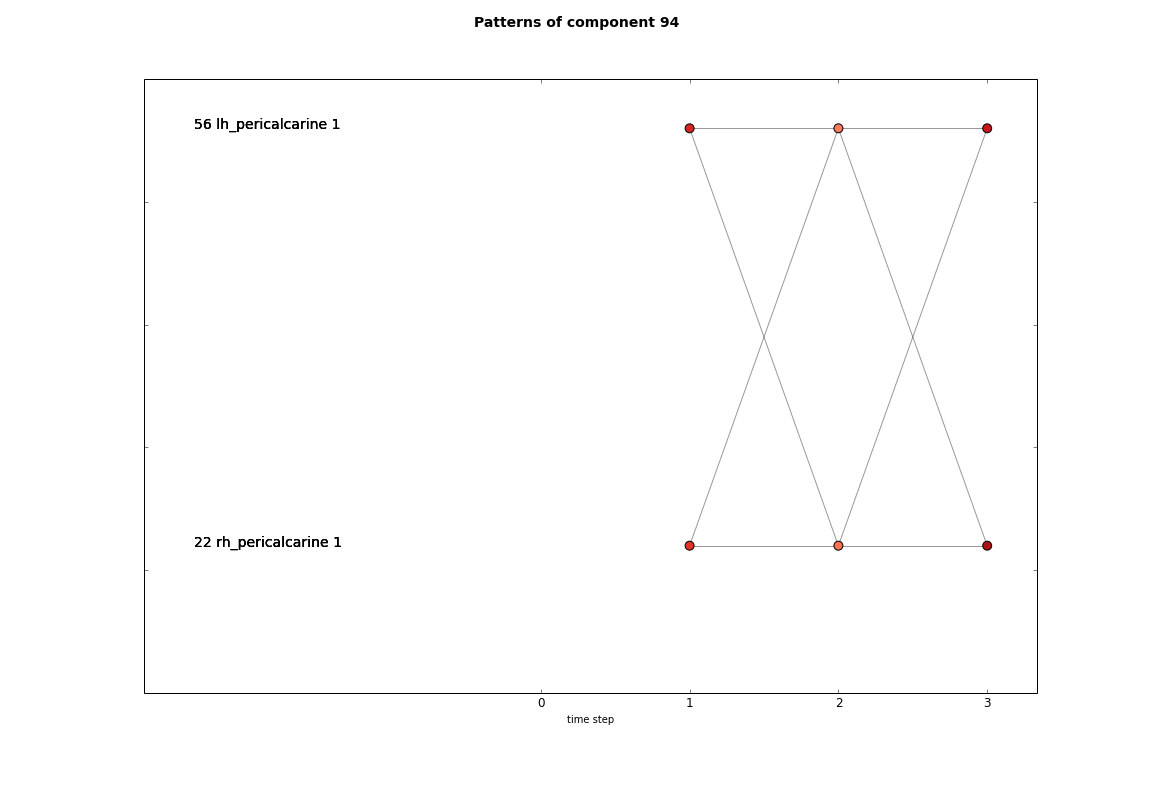 Patterns of component 94
56 lh_pericalcarine 1
22 rh_pericalcarine 1
0 1 2 3
time step